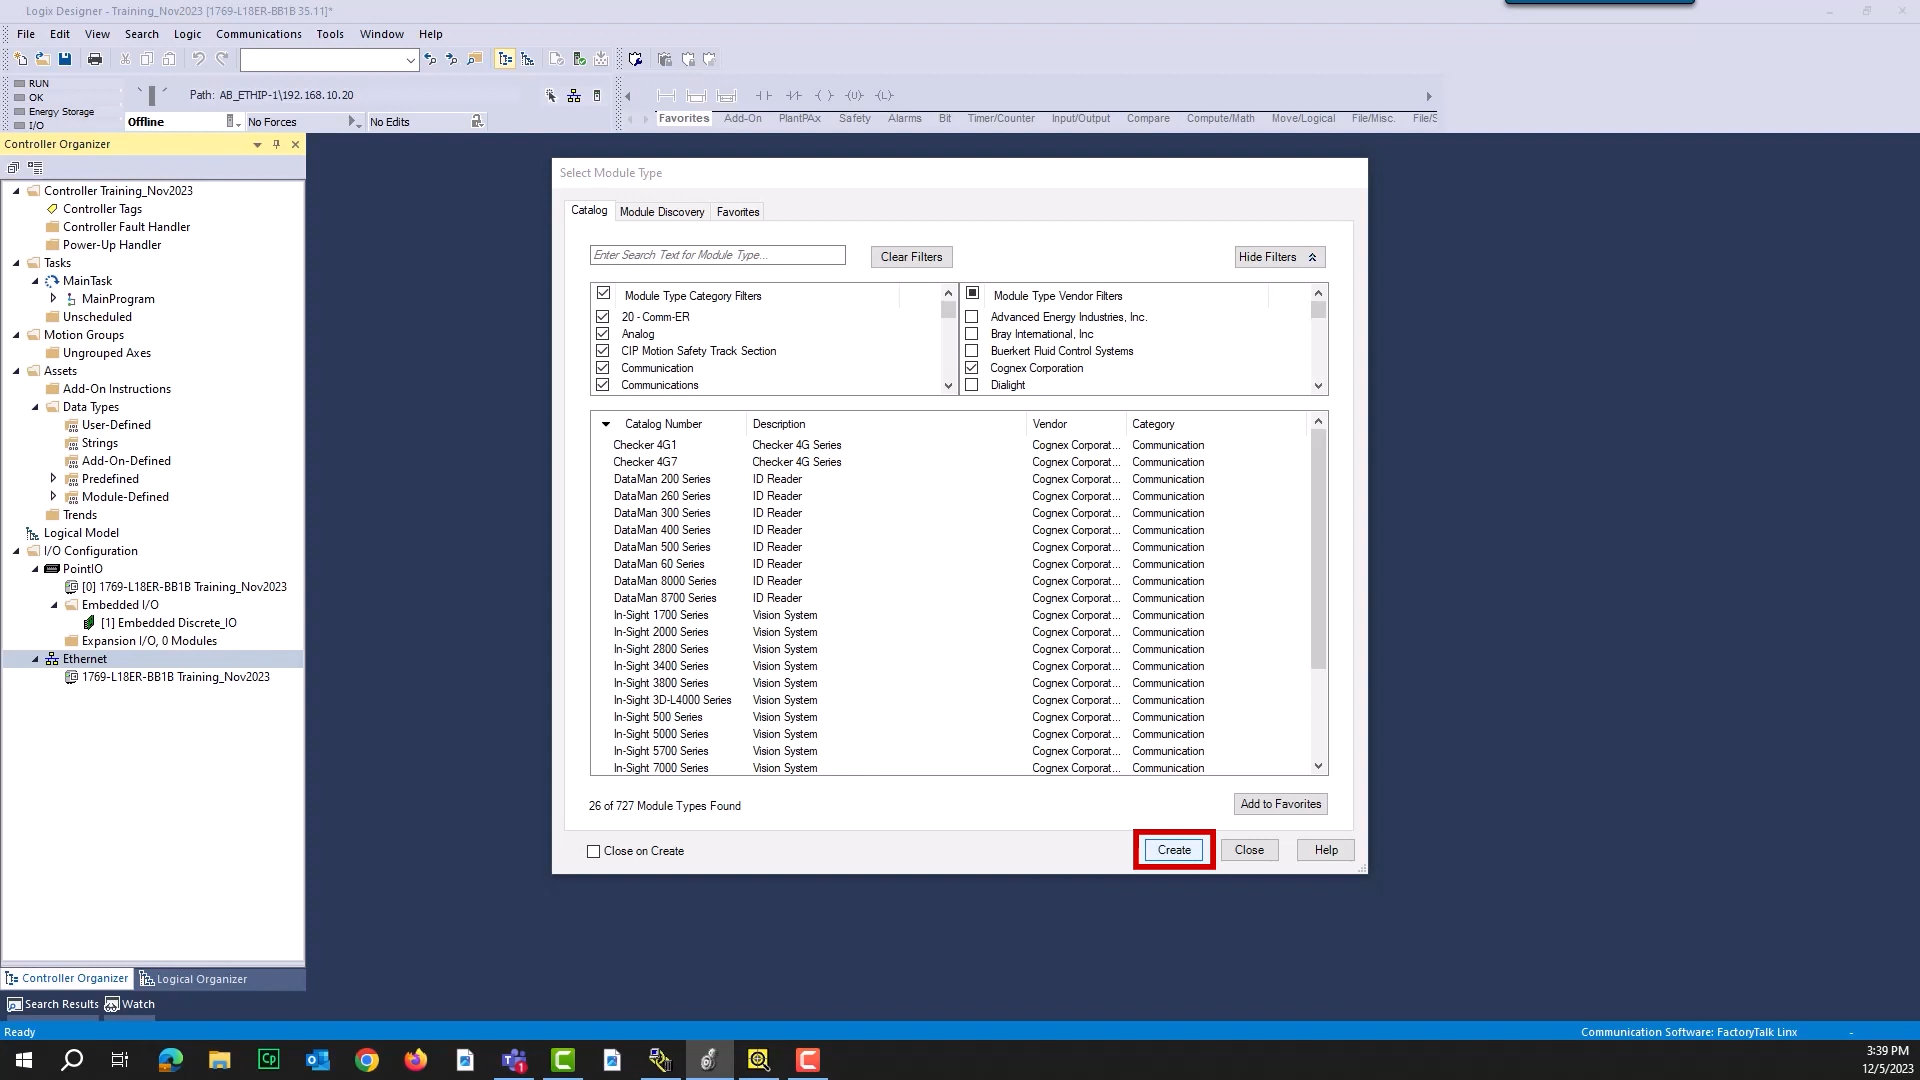 Logix Designer - Training_Nov2023 [1769-L18ER-BB1B 35.11]*
File Edit View Search Logic Communications Tools Window Help
RUN
OK
Energy Storage
I/O
Path: AB_ETHIP-1\192.168.10.20
Offline
No Forces
No Edits
Favorites Add-On PlantPAx Safety Alarms Bit Timer/Counter Input/Output Compare Compute/Math Move/Logical File/Misc. File/S
Controller Organizer
Controller Training_Nov2023
Controller Tags
Controller Fault Handler
Power-Up Handler
Tasks
MainTask
MainProgram
Unscheduled
Motion Groups
Ungrouped Axes
Assets
Add-On Instructions
Data Types
User-Defined
Strings
Add-On-Defined
Predefined
Module-Defined
Trends
Logical Model
I/O Configuration
PointIO
[0] 1769-L18ER-BB1B Training_Nov2023
Embedded I/O
[1] Embedded Discrete_IO
Expansion I/O, 0 Modules
Ethernet
1769-L18ER-BB1B Training_Nov2023
Controller Organizer Logical Organizer
Search Results Watch
Select Module Type
Catalog Module Discovery Favorites
Enter Search Text for Module Type...
Clear Filters
Hide Filters
Module Type Category Filters
20 - Comm-ER
Analog
CIP Motion Safety Track Section
Communication
Communications
Module Type Vendor Filters
Advanced Energy Industries, Inc.
Bray International, Inc
Buerkert Fluid Control Systems
Cognex Corporation
Dialight
Catalog Number Description Vendor Category
Checker 4G1 Checker 4G Series Cognex Corporat... Communication
Checker 4G7 Checker 4G Series Cognex Corporat... Communication
DataMan 200 Series ID Reader Cognex Corporat... Communication
DataMan 260 Series ID Reader Cognex Corporat... Communication
DataMan 300 Series ID Reader Cognex Corporat... Communication
DataMan 400 Series ID Reader Cognex Corporat... Communication
DataMan 500 Series ID Reader Cognex Corporat... Communication
DataMan 60 Series ID Reader Cognex Corporat... Communication
DataMan 8000 Series ID Reader Cognex Corporat... Communication
DataMan 8700 Series ID Reader Cognex Corporat... Communication
In-Sight 1700 Series Vision System Cognex Corporat... Communication
In-Sight 2000 Series Vision System Cognex Corporat... Communication
In-Sight 2800 Series Vision System Cognex Corporat... Communication
In-Sight 3400 Series Vision System Cognex Corporat... Communication
In-Sight 3800 Series Vision System Cognex Corporat... Communication
In-Sight 3D-L4000 Series Vision System Cognex Corporat... Communication
In-Sight 500 Series Vision System Cognex Corporat... Communication
In-Sight 5000 Series Vision System Cognex Corporat... Communication
In-Sight 5700 Series Vision System Cognex Corporat... Communication
In-Sight 7000 Series Vision System Cognex Corporat... Communication
26 of 727 Module Types Found
Add to Favorites
Close on Create
Create
Close
Help
Ready
Communication Software: FactoryTalk Linx
-
3:39 PM
12/5/2023